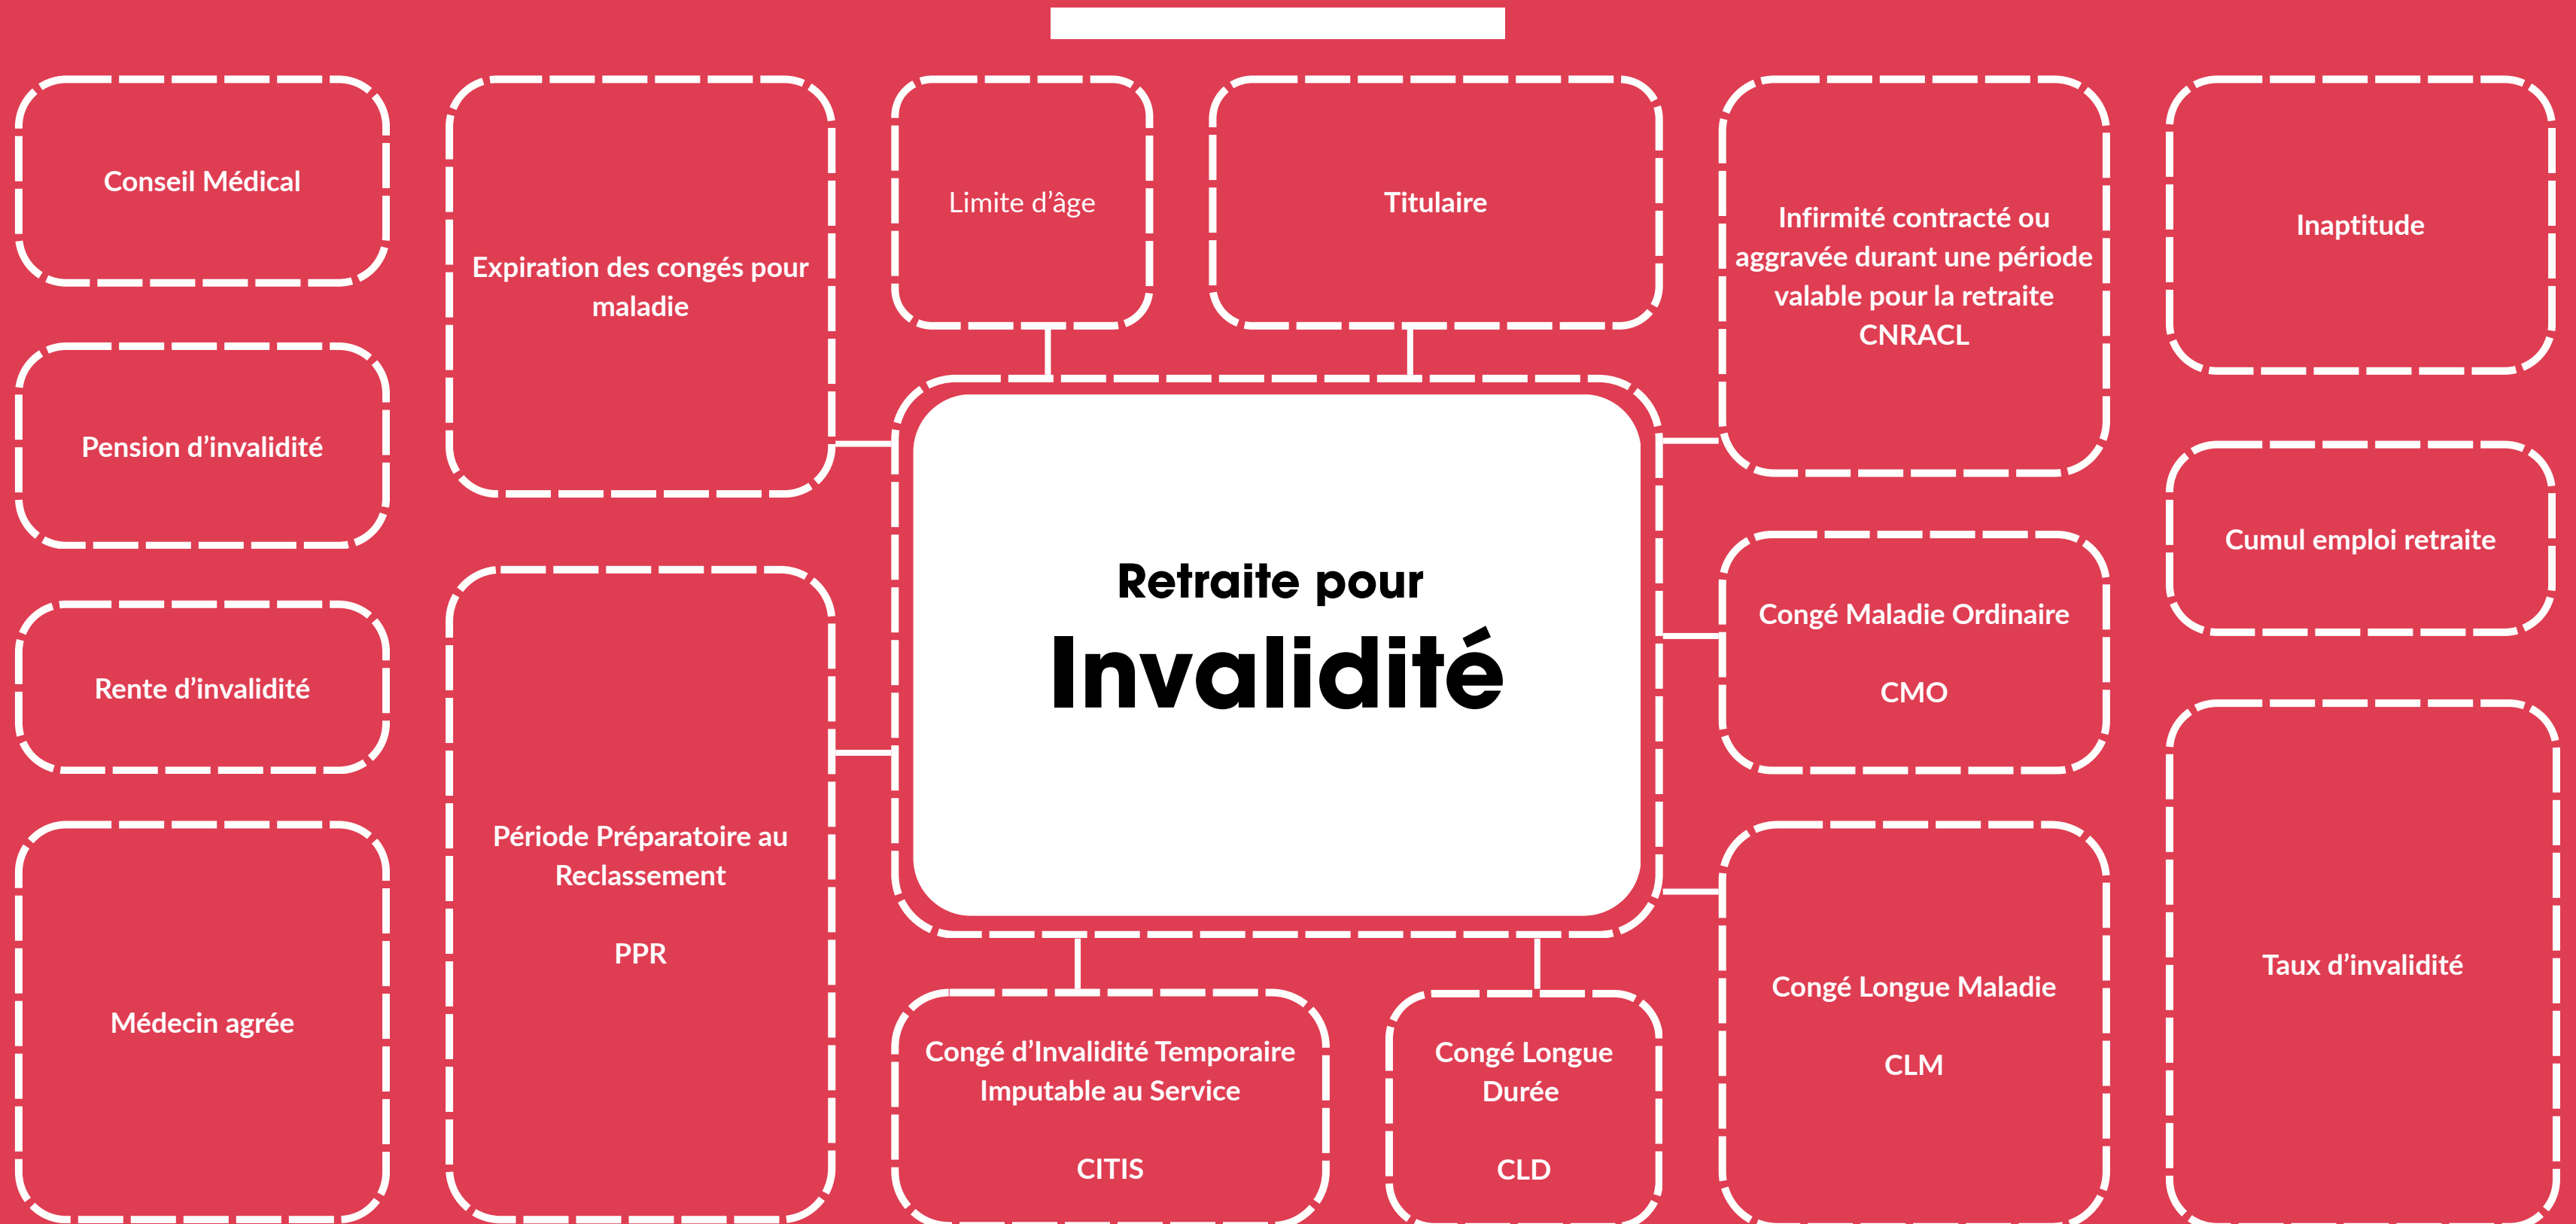 Conseil Médical
Pension d’invalidité
Rente d’invalidité
Médecin agrée
Expiration des congés pour
maladie
Période Préparatoire au
Reclassement
PPR
Limite d’âge
Titulaire
Retraite pour
Invalidité
Congé d’Invalidité Temporaire
Imputable au Service
CITIS
Congé Longue
Durée
CLD
Infirmité contracté ou
aggravée durant une période
valable pour la retraite
CNRACL
Congé Maladie Ordinaire
CMO
Congé Longue Maladie
CLM
Inaptitude
Cumul emploi retraite
Taux d’invalidité